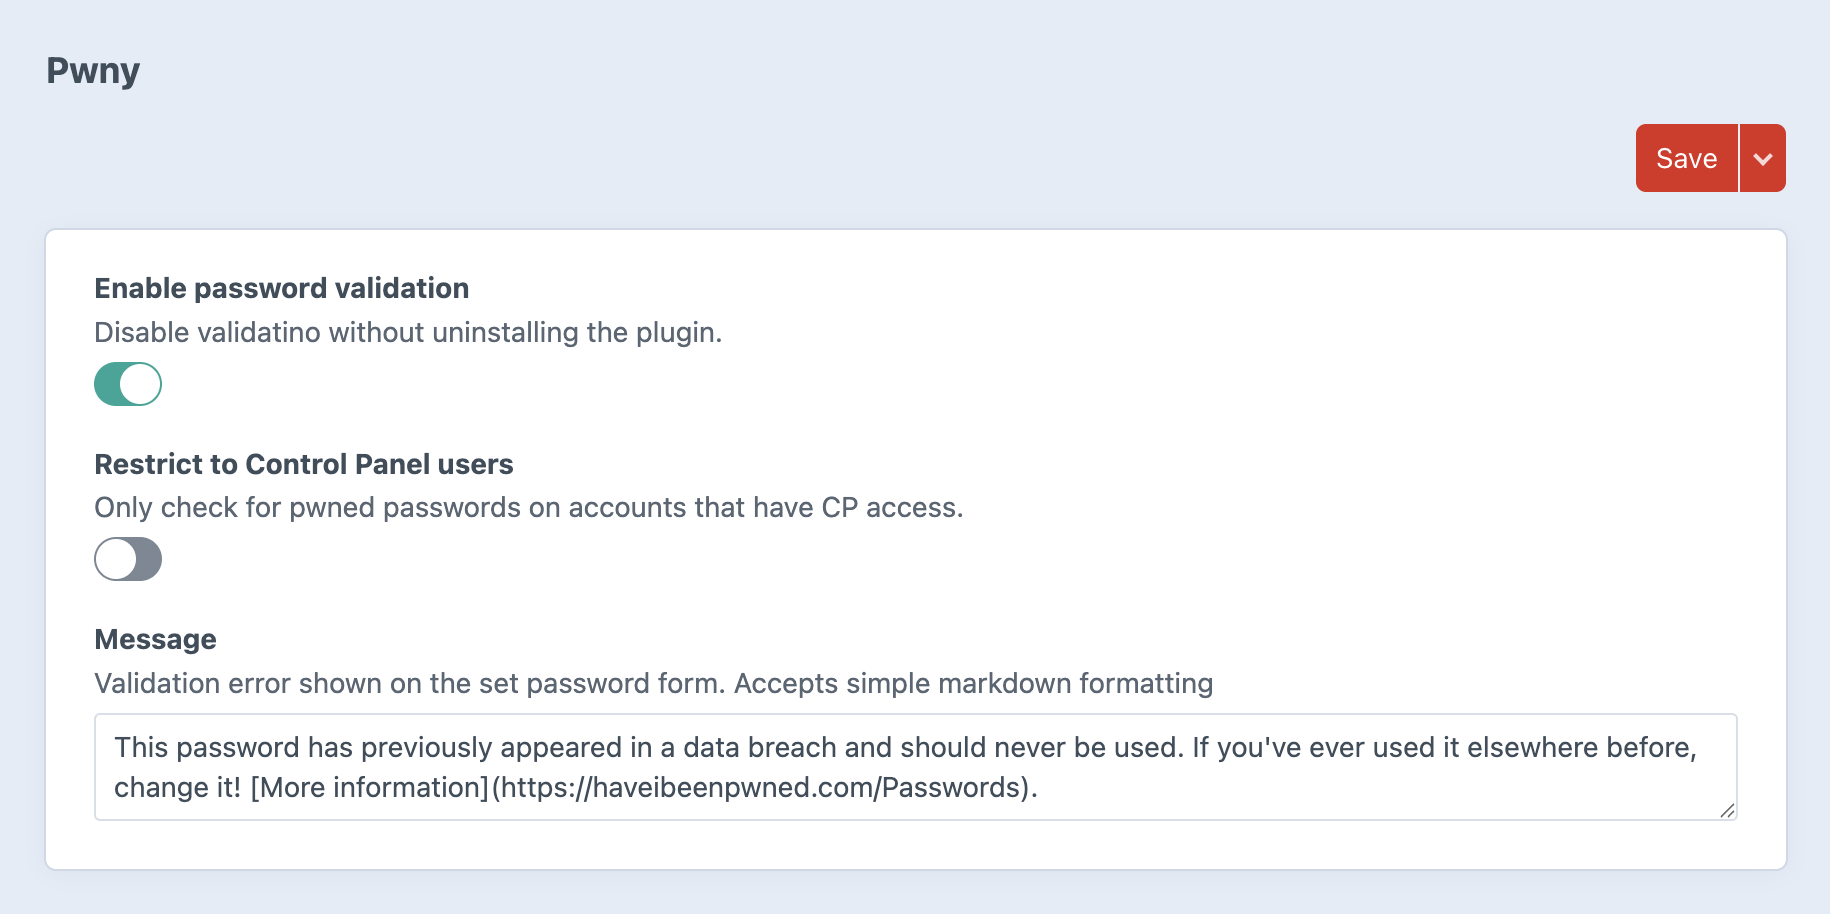 Pwny
Save
Enable password validation
Disable validatino without uninstalling the plugin.
Restrict to Control Panel users
Only check for pwned passwords on accounts that have CP access.
Message
Validation error shown on the set password form. Accepts simple markdown formatting
This password has previously appeared in a data breach and should never be used. If you've ever used it elsewhere before,
change it! [More information](https://haveibeenpwned.com/Passwords).